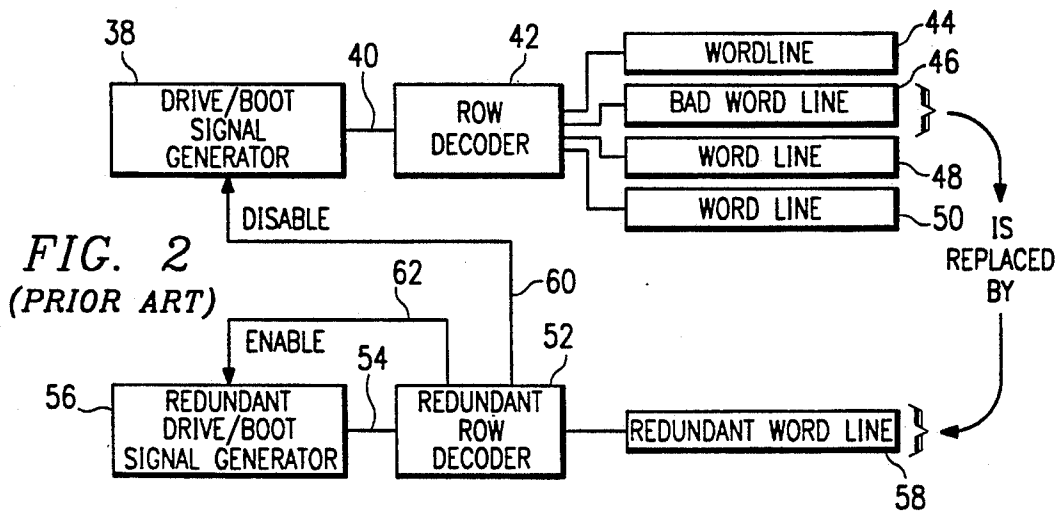 38
40
42
44
DRIVE/BOOT
SIGNAL
GENERATOR
ROW
DECODER
WORDLINE
46
BAD WORD LINE
WORD LINE
48
WORD LINE
50
IS
REPLACED
BY
DISABLE
60
FIG. 2
(PRIOR ART)
62
ENABLE
54
52
56
REDUNDANT
DRIVE/BOOT
SIGNAL GENERATOR
REDUNDANT
ROW
DECODER
REDUNDANT WORD LINE
58